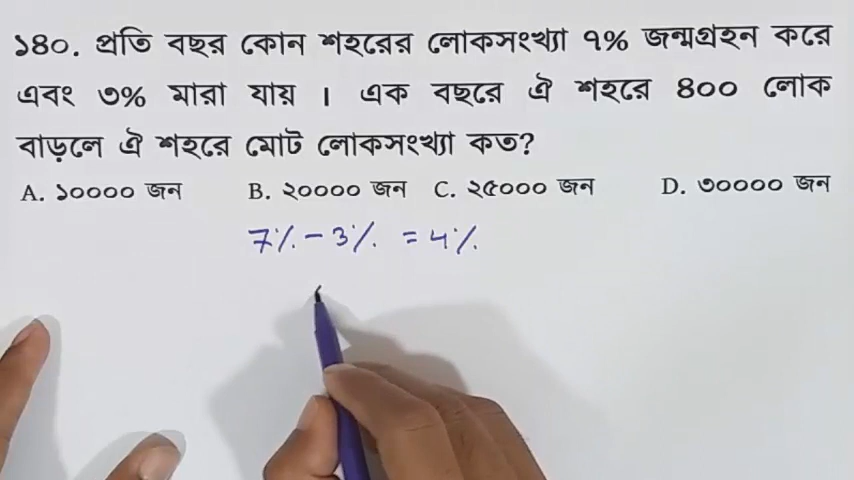 ১৪০. প্রতি বছর কোন শহরের লোকসংখ্যা ৭% জন্মগ্রহন করে
এবং ৩% মারা যায় । এক বছরে ঐ শহরে ৪০০ লোক
বাড়লে ঐ শহরে মোট লোকসংখ্যা কত?
A. ১০০০০ জন B. ২০০০০ জন C. ২৫০০০ জন D. ৩০০০০ জন
7% - 3% = 4%